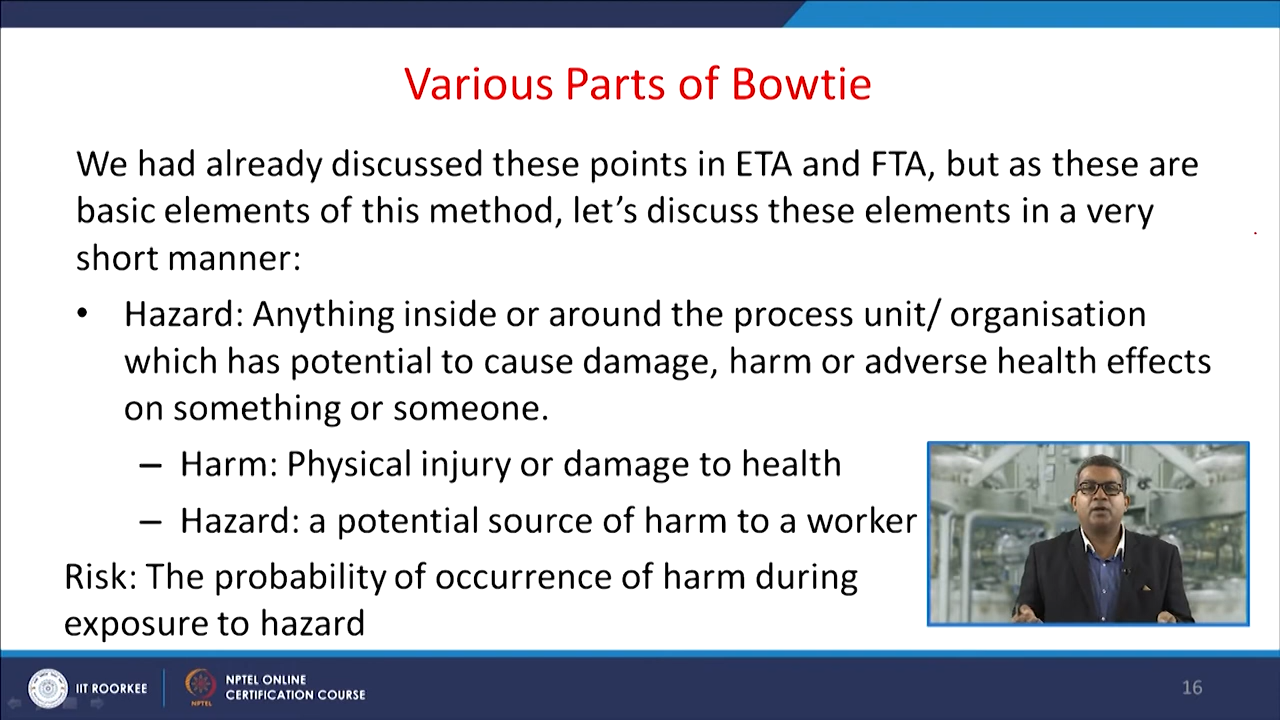 Various Parts of Bowtie
We had already discussed these points in ETA and FTA, but as these are
basic elements of this method, let’s discuss these elements in a very
short manner:
• Hazard: Anything inside or around the process unit/ organisation
which has potential to cause damage, harm or adverse health effects
on something or someone.
– Harm: Physical injury or damage to health
– Hazard: a potential source of harm to a worker
Risk: The probability of occurrence of harm during
exposure to hazard
IIT ROORKEE
NPTEL
NPTEL ONLINE
CERTIFICATION COURSE
16